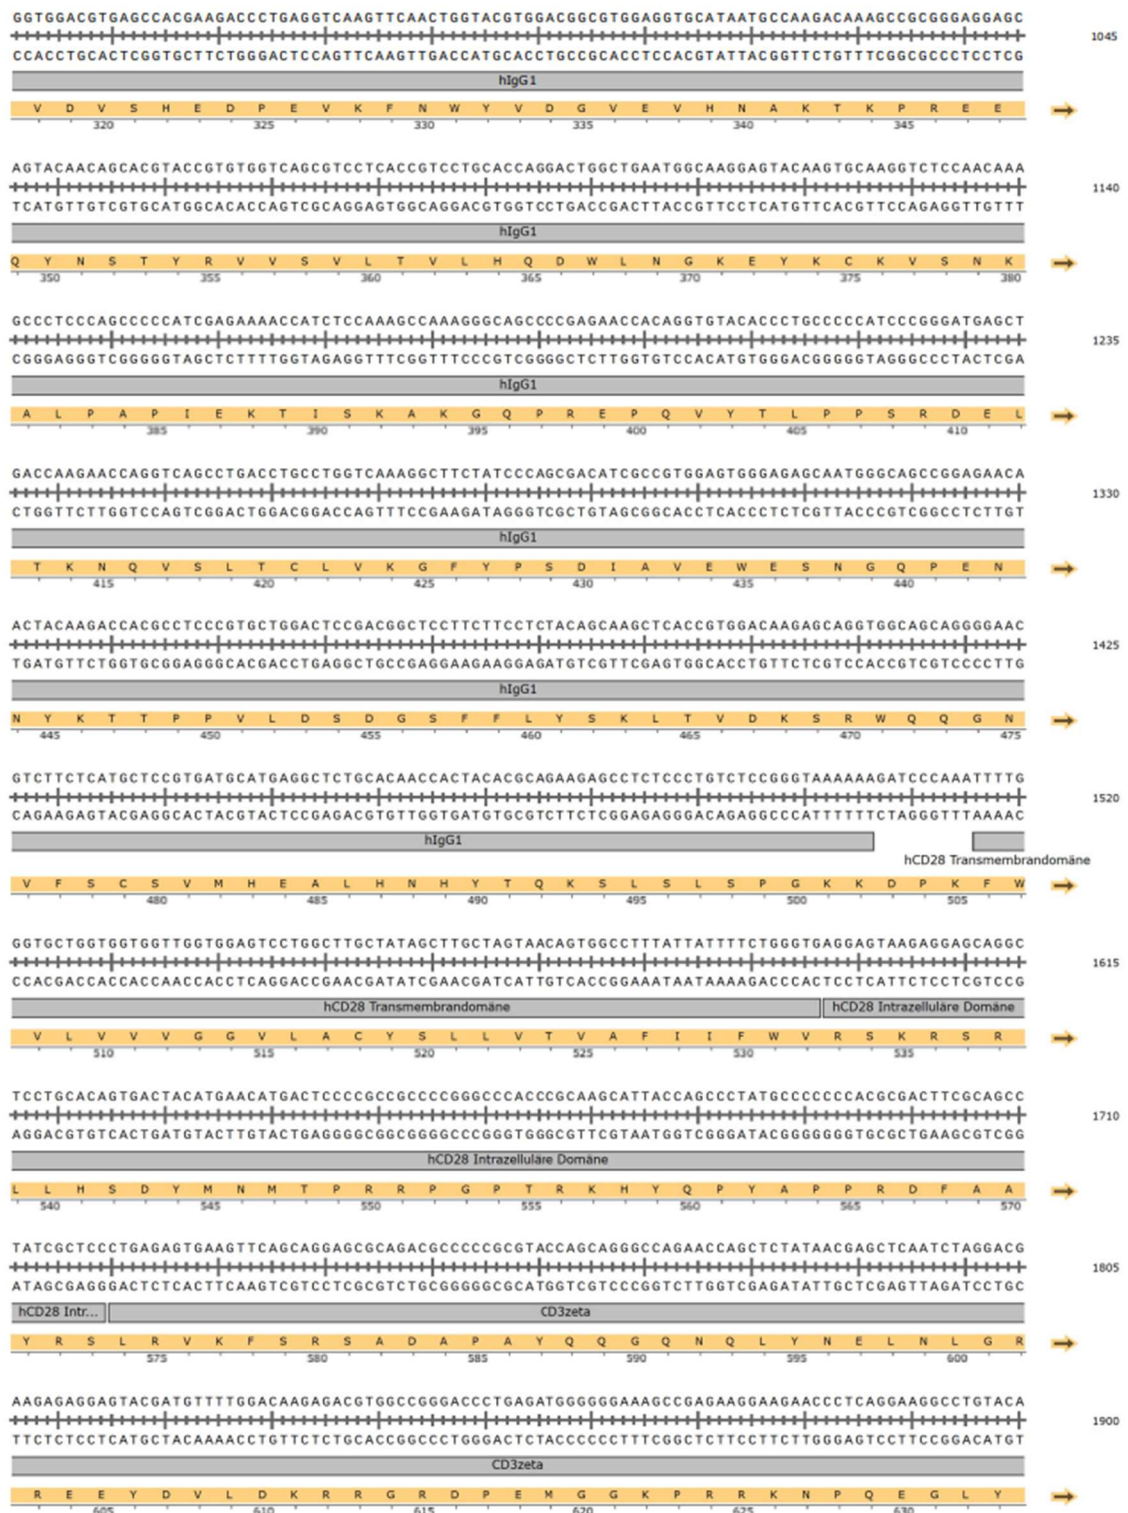 GGTGGACGTGAGCCACGAAGACCCTGAGGTCAAGTTCAACTGGTACGTGGACGGCGTGGAGGTGCATAATGCCAAGACAAAGCCGCGGGAGGAGC
1045
CCACCTGCACTCGGTGCTTCTGGGACTCCAGTTCAAGTTGACCATGCACCTGCCGCACCTCCACGTATTACGGTTCTGTTTCGGCGCCCTCCTCG
hIgG1
V D V S H E D P E V K F N W Y V D G V E V H N A K T K P R E E
320 325 330 335 340 345
AGTACAACAGCACGTACCGTGTGGTCAGCGTCCTCACCGTCCTGCACCAGGACTGGCTGAATGGCAAGGAGTACAAGTGCAAGGTCTCCAACAAA
1140
TCATGTTGTCGTGCATGGCACACCAGTCGCAGGAGTGGCAGGACGTGGTCCTGACCGACTTACCGTTCCTCATGTTCACGTTCCAGAGGTTGTTT
hIgG1
Q Y N S T Y R V V S V L T V L H Q D W L N G K E Y K C K V S N K
350 355 360 365 370 375 380
GCCCTCCCAGCCCCCATCGAGAAAACCATCTCCAAAGCCAAAGGGCAGCCCCGAGAACCACAGGTGTACACCCTGCCCCCATCCCGGGATGAGCT
1235
CGGGAGGGTCGGGGGTAGCTCTTTTGGTAGAGGTTTCGGTTTCCCGTCGGGGCTCTTGGTGTCCACATGTGGGACGGGGGTAGGGCCCTACTCGA
hIgG1
A L P A P I E K T I S K A K G Q P R E P Q V Y T L P P S R D E L
385 390 395 400 405 410
GACCAAGAACCAGGTCAGCCTGACCTGCCTGGTCAAAGGCTTCTATCCCAGCGACATCGCCGTGGAGTGGGAGAGCAATGGGCAGCCGGAGAACA
1330
CTGGTTCTTGGTCCAGTCGGACTGGACGGACCAGTTTCCGAAGATAGGGTCGCTGTAGCGGCACCTCACCCTCTCGTTACCCGTCGGCCTCTTGT
hIgG1
T K N Q V S L T C L V K G F Y P S D I A V E W E S N G Q P E N
415 420 425 430 435 440
ACTACAAGACCACGCCTCCCGTGCTGGACTCCGACGGCTCCTTCTTCCTCTACAGCAAGCTCACCGTGGACAAGAGCAGGTGGCAGCAGGGGAAC
1425
TGATGTTCTGGTGCGGAGGGCACGACCTGAGGCTGCCGAGGAAGAAGGAGATGTCGTTCGAGTGGCACCTGTTCTCGTCCACCGTCGTCCCCTTG
hIgG1
N Y K T T P P V L D S D G S F F L Y S K L T V D K S R W Q Q G N
445 450 455 460 465 470 475
GTCTTCTCATGCTCCGTGATGCATGAGGCTCTGCACAACCACTACACGCAGAAGAGCCTCTCCCTGTCTCCGGGTAAAAAAGATCCCAAATTTTG
1520
CAGAAGAGTACGAGGCACTACGTACTCCGAGACGTGTTGGTGATGTGCGTCTTCTCGGAGAGGGACAGAGGCCCATTTTTTCTAGGGTTTAAAAC
hIgG1
hCD28 Transmembrandomäne
V F S C S V M H E A L H N H Y T Q K S L S L S P G K K D P K F W
480 485 490 495 500 505
GGTGCTGGTGGTGGTTGGTGGAGTCCTGGCTTGCTATAGCTTGCTAGTAACAGTGGCCTTTATTATTTTCTGGGTGAGGAGTAAGAGGAGCAGGC
1615
CCACGACCACCACCAACCACCTCAGGACCGAACGATATCGAACGATCATTGTCACCGGAAATAATAAAAGACCCACTCCTCATTCTCCTCGTCCG
hCD28 Transmembrandomäne hCD28 Intrazelluläre Domäne
V L V V V G G V L A C Y S L L V T V A F I I F W V R S K R S R
510 515 520 525 530 535
TCCTGCACAGTGACTACATGAACATGACTCCCCGCCGCCCCGGGCCCACCCGCAAGCATTACCAGCCCTATGCCCCCCCACGCGACTTCGCAGCC
1710
AGGACGTGTCACTGATGTACTTGTACTGAGGGGCGGCGGGGCCCGGGTGGGCGTTCGTAATGGTCGGGATACGGGGGGGTGCGCTGAAGCGTCGG
hCD28 Intrazelluläre Domäne
L L H S D Y M N M T P R R P G P T R K H Y Q P Y A P P R D F A A
540 545 550 555 560 565 570
TATCGCTCCCTGAGAGTGAAGTTCAGCAGGAGCGCAGACGCCCCCGCGTACCAGCAGGGCCAGAACCAGCTCTATAACGAGCTCAATCTAGGACG
1805
ATAGCGAGGGACTCTCACTTCAAGTCGTCCTCGCGTCTGCGGGGGCGCATGGTCGTCCCGGTCTTGGTCGAGATATTGCTCGAGTTAGATCCTGC
hCD28 Intr... CD3zeta
Y R S L R V K F S R S A D A P A Y Q Q G Q N Q L Y N E L N L G R
575 580 585 590 595 600
AAGAGAGGAGTACGATGTTTTGGACAAGAGACGTGGCCGGGACCCTGAGATGGGGGGAAAGCCGAGAAGGAAGAACCCTCAGGAAGGCCTGTACA
1900
TTCTCTCCTCATGCTACAAAACCTGTTCTCTGCACCGGCCCTGGGACTCTACCCCCCTTTCGGCTCTTCCTTCTTGGGAGTCCTTCCGGACATGT
CD3zeta
R E E Y D V L D K R R G R D P E M G G K P R R K N P Q E G L Y
605 610 615 620 625 630